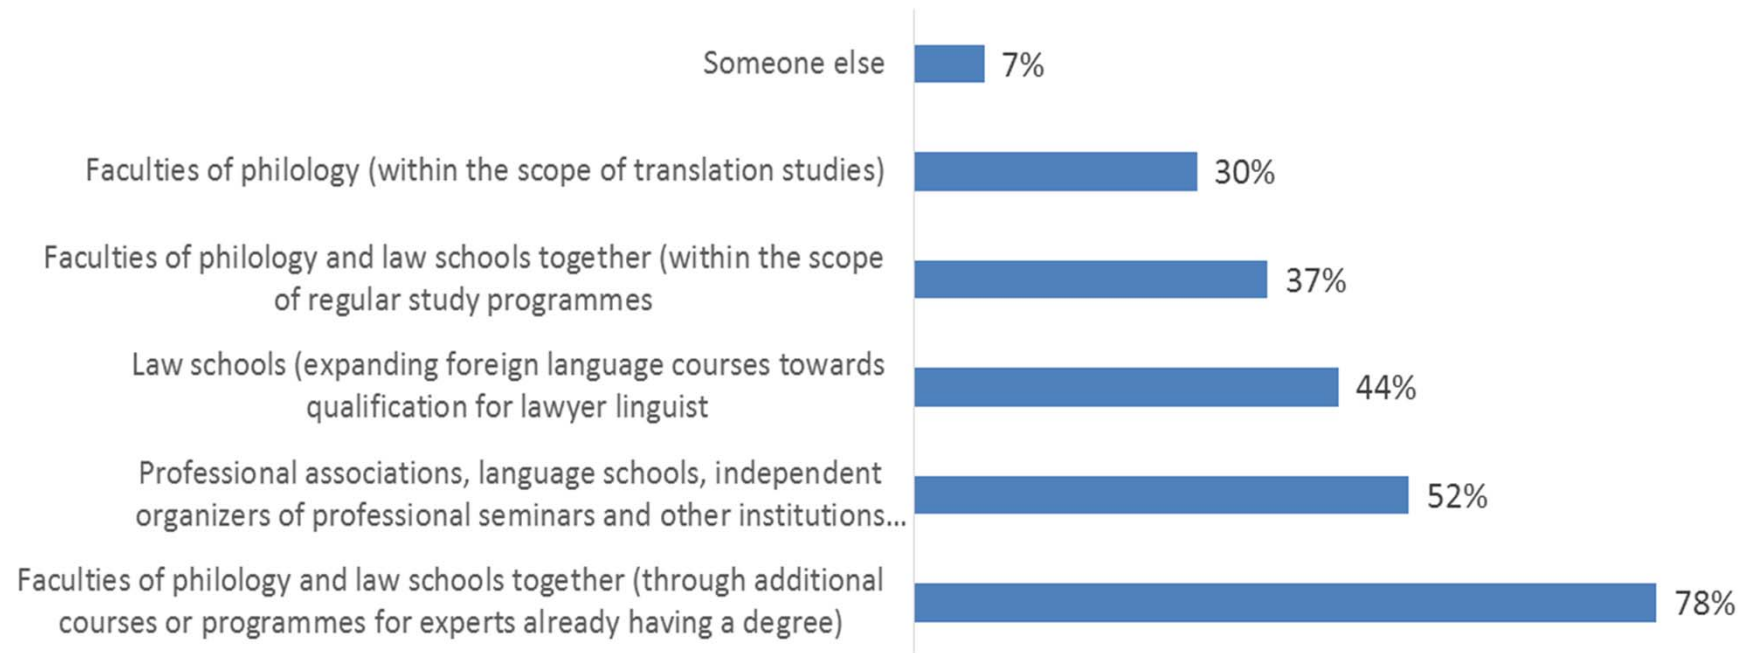 Someone else
7%
Faculties of philology (within the scope of translation studies)
30%
Faculties of philology and law schools together (within the scope
of regular study programmes
37%
Law schools (expanding foreign language courses towards
qualification for lawyer linguist
44%
Professional associations, language schools, independent
organizers of professional seminars and other institutions...
52%
Faculties of philology and law schools together (through additional
courses or programmes for experts already having a degree)
78%